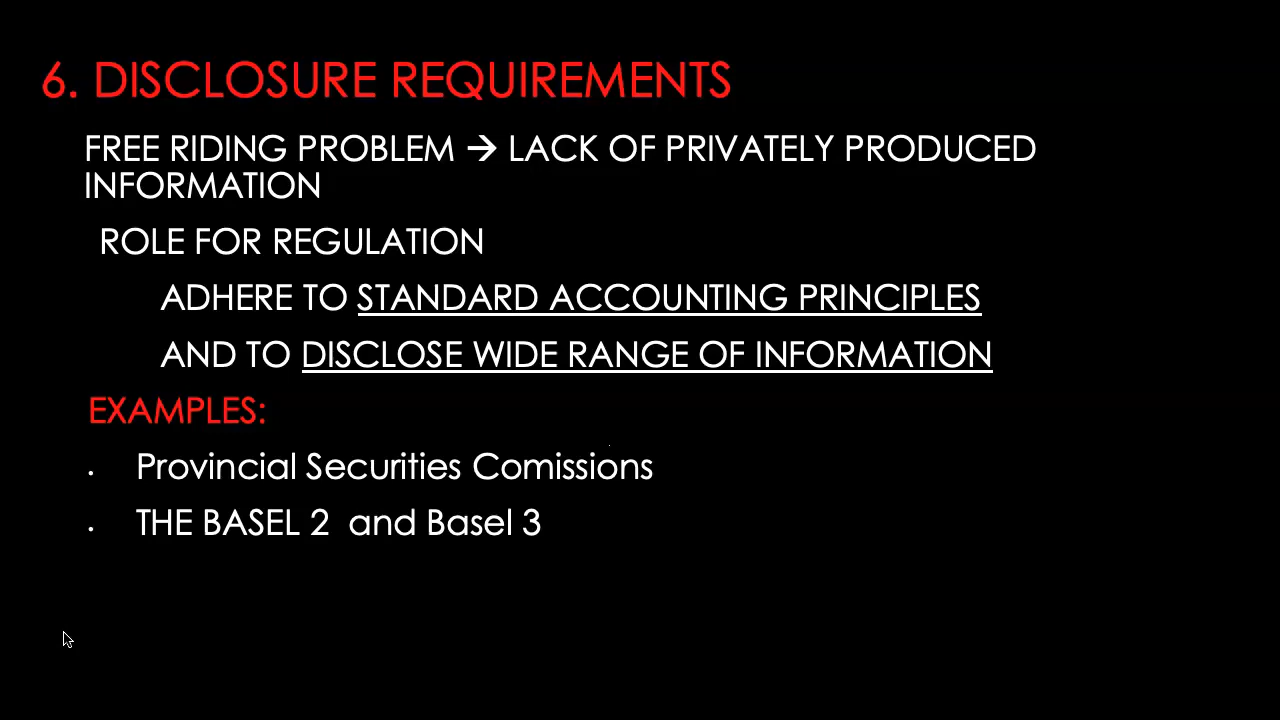 6. DISCLOSURE REQUIREMENTS
FREE RIDING PROBLEM → LACK OF PRIVATELY PRODUCED
INFORMATION
ROLE FOR REGULATION
ADHERE TO STANDARD ACCOUNTING PRINCIPLES
AND TO DISCLOSE WIDE RANGE OF INFORMATION
EXAMPLES:
• Provincial Securities Comissions
• THE BASEL 2 and Basel 3